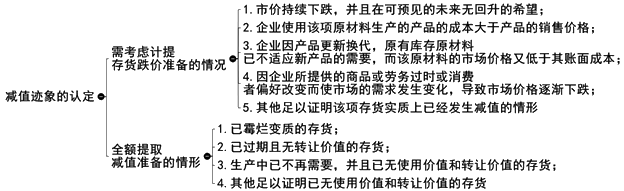 减值迹象的认定
需考虑计提
存货跌价准备的情况
1. 市价持续下跌，并且在可预见的未来无回升的希望；
2. 企业使用该项原材料生产的产品的成本大于产品的销售价格；
3. 企业因产品更新换代，原有库存原材料
已不适应新产品的需要，而该原材料的市场价格又低于其账面成本；
4. 因企业所提供的商品或劳务过时或消费
者偏好改变而使市场的需求发生变化，导致市场价格逐渐下跌；
5. 其他足以证明该项存货实质上已经发生减值的情形
全额提取
减值准备的情形
1. 已霉烂变质的存货；
2. 已过期且无转让价值的存货；
3. 生产中已不再需要，并且已无使用价值和转让价值的存货；
4. 其他足以证明已无使用价值和转让价值的存货